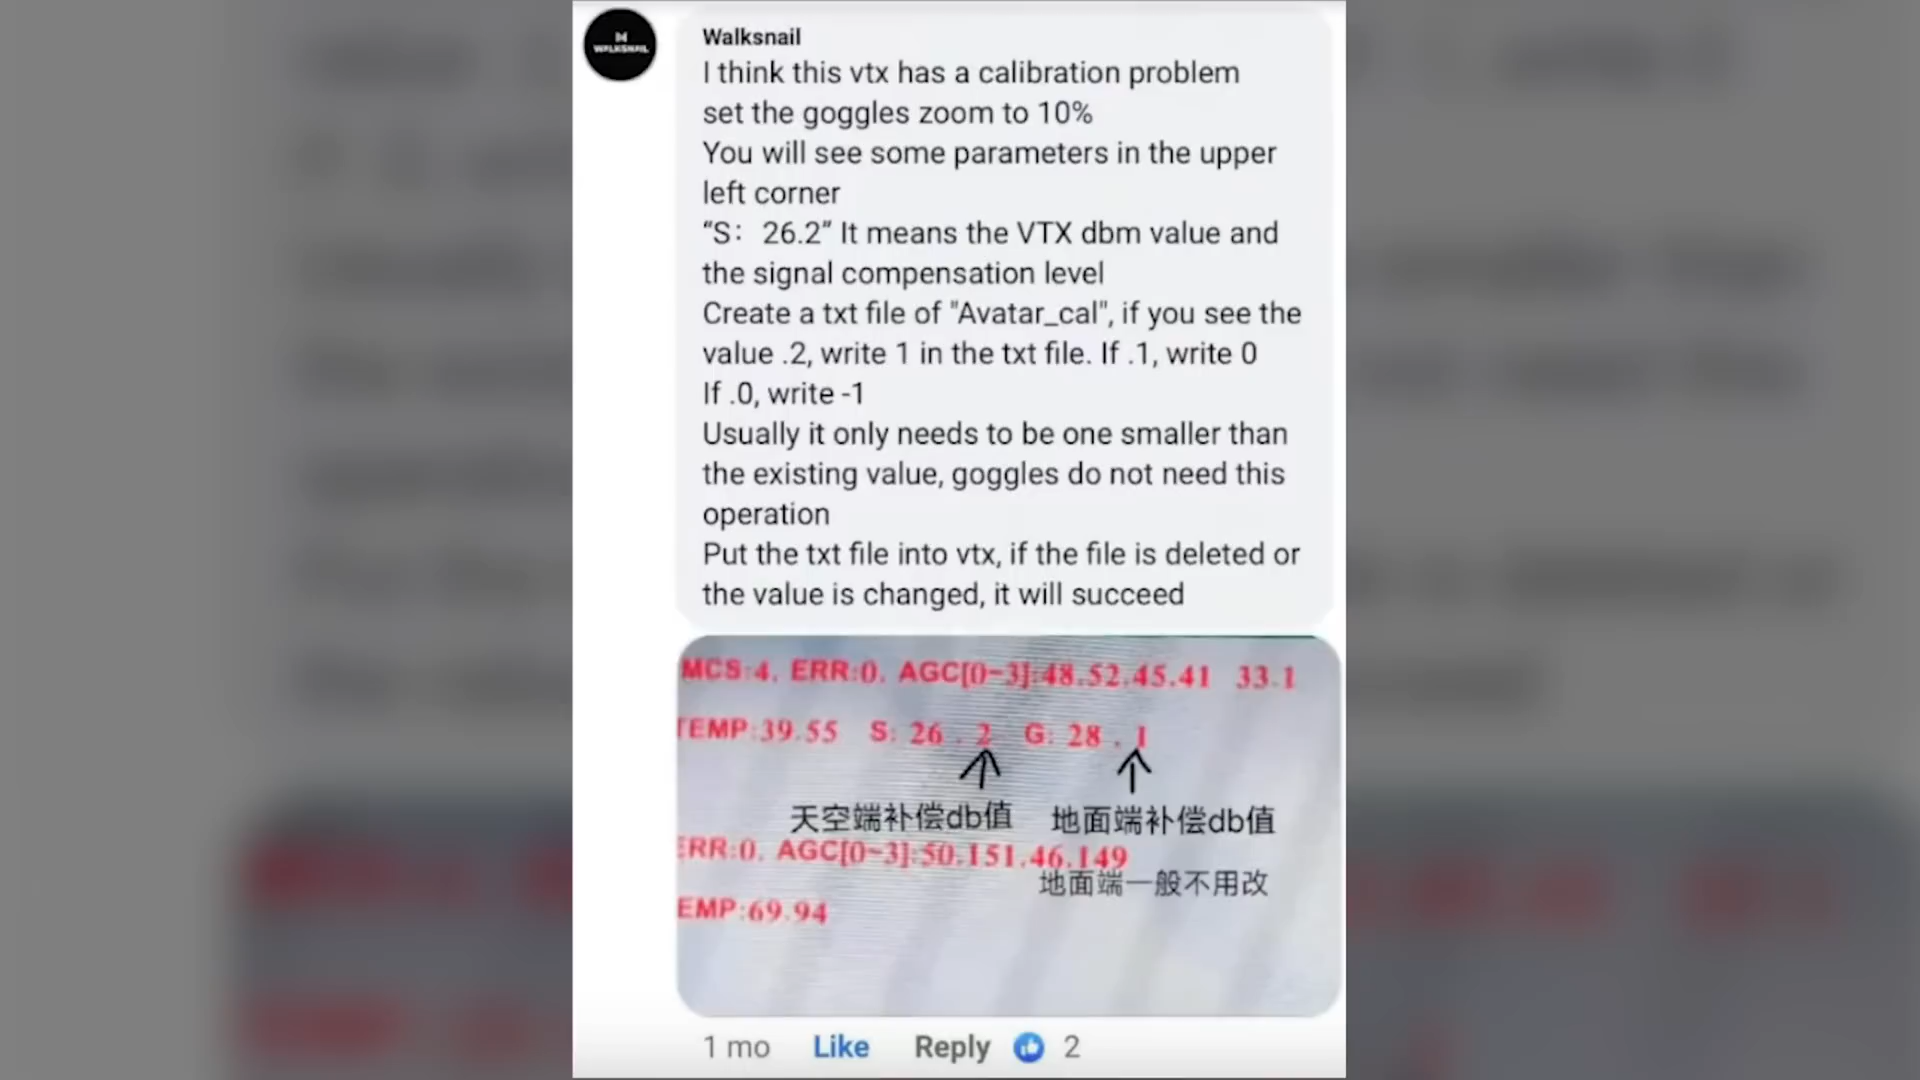 WALKSNAIL
Walksnail
I think this vtx has a calibration problem
set the goggles zoom to 10%
You will see some parameters in the upper
left corner
“S： 26.2” It means the VTX dbm value and
the signal compensation level
Create a txt file of "Avatar_cal", if you see the
value .2, write 1 in the txt file. If .1, write 0
If .0, write -1
Usually it only needs to be one smaller than
the existing value, goggles do not need this
operation
Put the txt file into vtx, if the file is deleted or
the value is changed, it will succeed
MCS:4, ERR:0, AGC[0~3]:48.52.45.41 33.1
TEMP:39.55 S: 26 . 2 G: 28 . 1
天空端补偿db值 地面端补偿db值
ERR:0, AGC[0~3]:50.151.46.149
地面端一般不用改
EMP:69.94
1 mo Like Reply 2